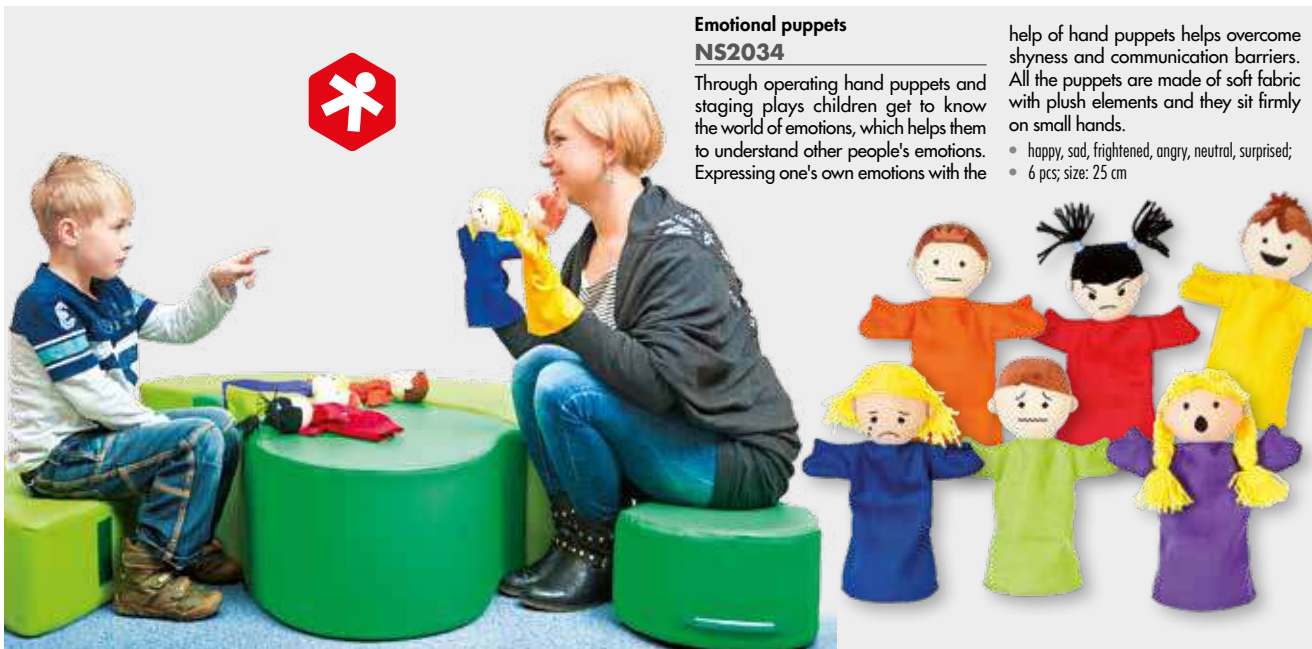 Emotional puppets
NS2034
Through operating hand puppets and
staging plays children get to know
the world of emotions, which helps them
to understand other people's emotions.
Expressing one's own emotions with the
help of hand puppets helps overcome
shyness and communication barriers.
All the puppets are made of soft fabric
with plush elements and they sit firmly
on small hands.
• happy, sad, frightened, angry, neutral, surprised;
• 6 pcs; size: 25 cm